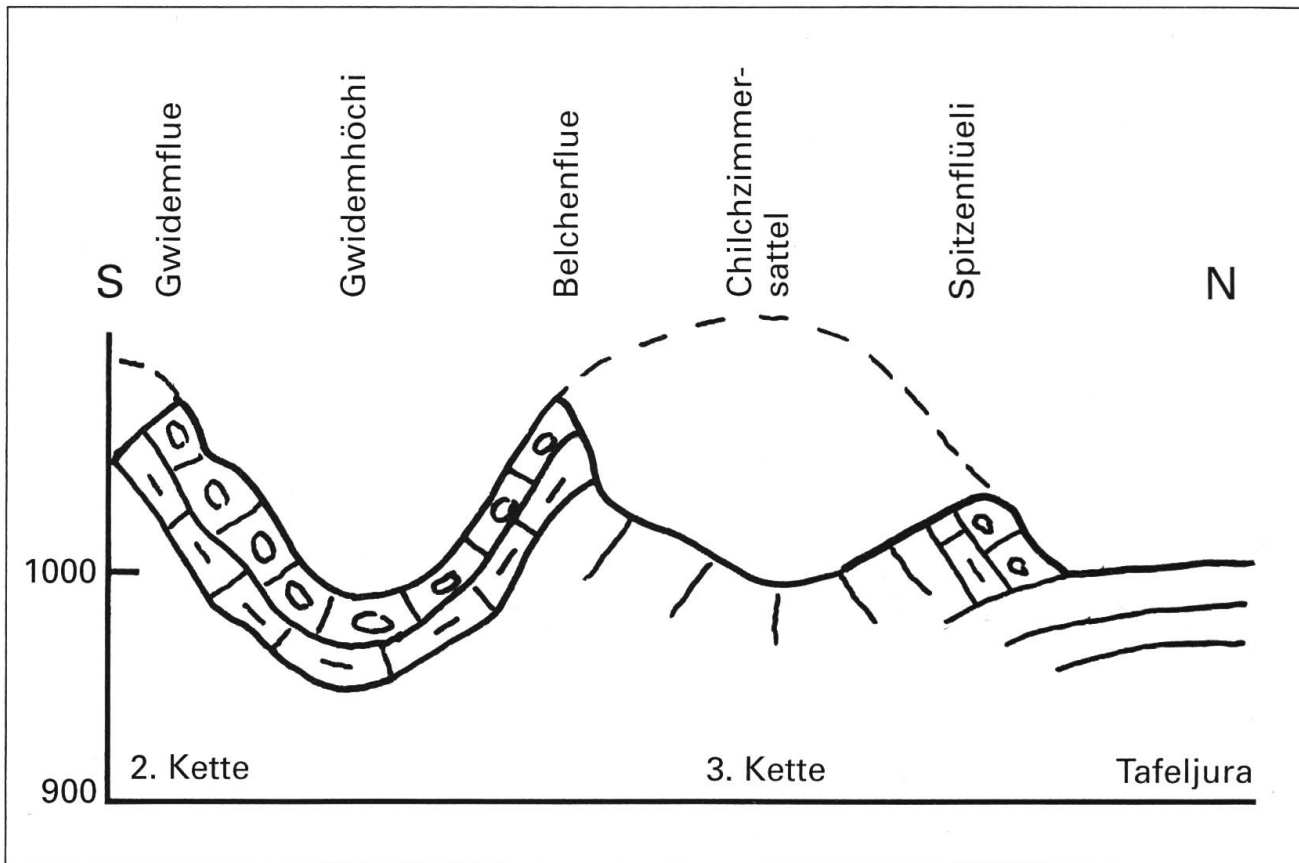 S
Gwidemflue
Gwidemhöchi
Belchenflue
Chilchzimmer-
sattel
Spitzenflüeli
N
1000
900
2. Kette
3. Kette
Tafeljura